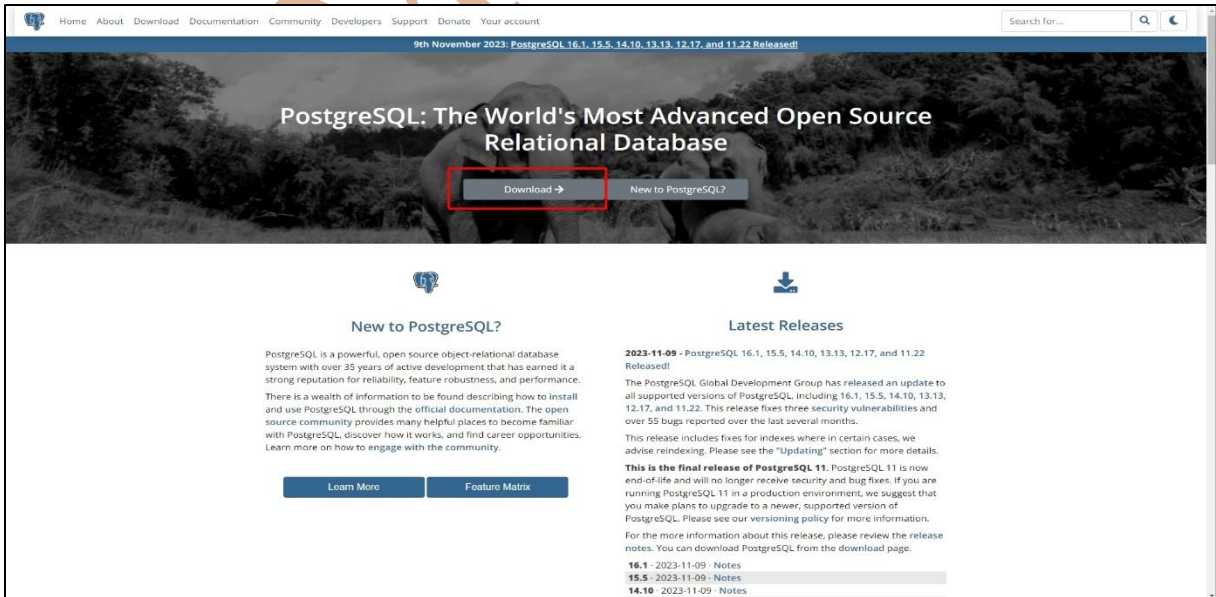 Home About Download Documentation Community Developers Support Donate Your account
Search for...
9th November 2023: PostgreSQL 16.1, 15.5, 14.10, 13.13, 12.17, and 11.22 Released!
PostgreSQL: The World's Most Advanced Open Source
Relational Database
Download →
New to PostgreSQL?
New to PostgreSQL?
PostgreSQL is a powerful, open source object-relational database
system with over 35 years of active development that has earned it a
strong reputation for reliability, feature robustness, and performance.
There is a wealth of information to be found describing how to install
and use PostgreSQL through the official documentation. The open
source community provides many helpful places to become familiar
with PostgreSQL, discover how it works, and find career opportunities.
Learn more on how to engage with the community.
Learn More
Feature Matrix
Latest Releases
2023-11-09 - PostgreSQL 16.1, 15.5, 14.10, 13.13, 12.17, and 11.22
Released!
The PostgreSQL Global Development Group has released an update to
all supported versions of PostgreSQL, including 16.1, 15.5, 14.10, 13.13,
12.17, and 11.22. This release fixes three security vulnerabilities and
over 55 bugs reported over the last several months.
This release includes fixes for indexes where in certain cases, we
advise reindexing. Please see the "Updating" section for more details.
This is the final release of PostgreSQL 11. PostgreSQL 11 is now
end-of-life and will no longer receive security and bug fixes. If you are
running PostgreSQL 11 in a production environment, we suggest that
you make plans to upgrade to a newer, supported version of
PostgreSQL. Please see our versioning policy for more information.
For the more information about this release, please review the release
notes. You can download PostgreSQL from the download page.
16.1 · 2023-11-09 · Notes
15.5 · 2023-11-09 · Notes
14.10 · 2023-11-09 · Notes